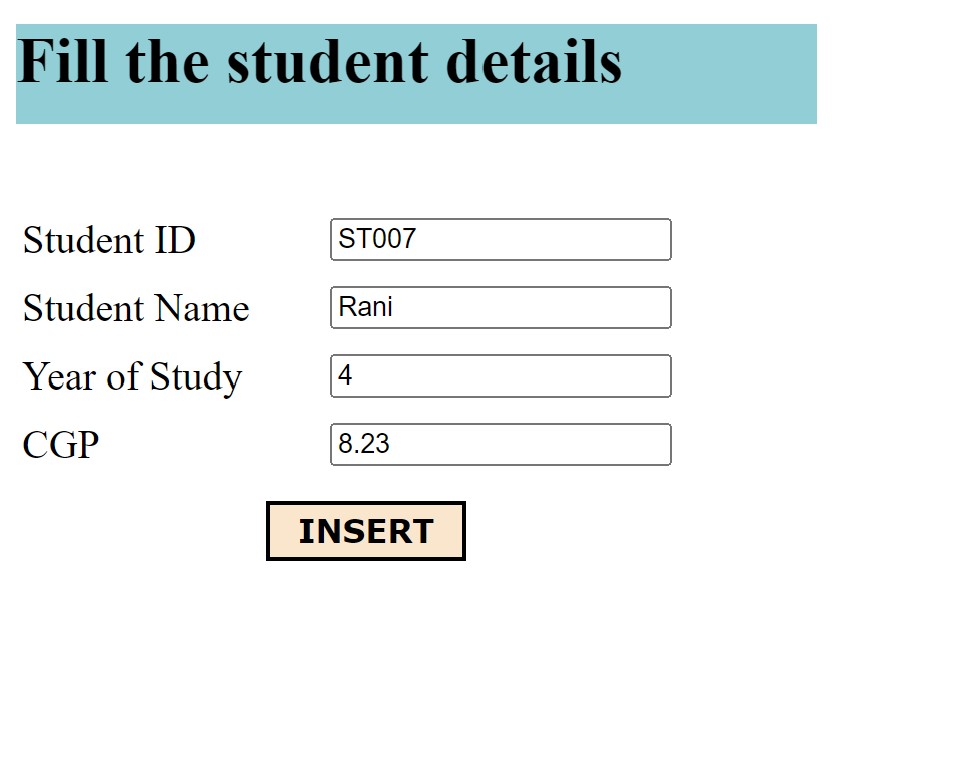 Fill the student details
Student ID ST007
Student Name Rani
Year of Study 4
CGP 8.23
INSERT